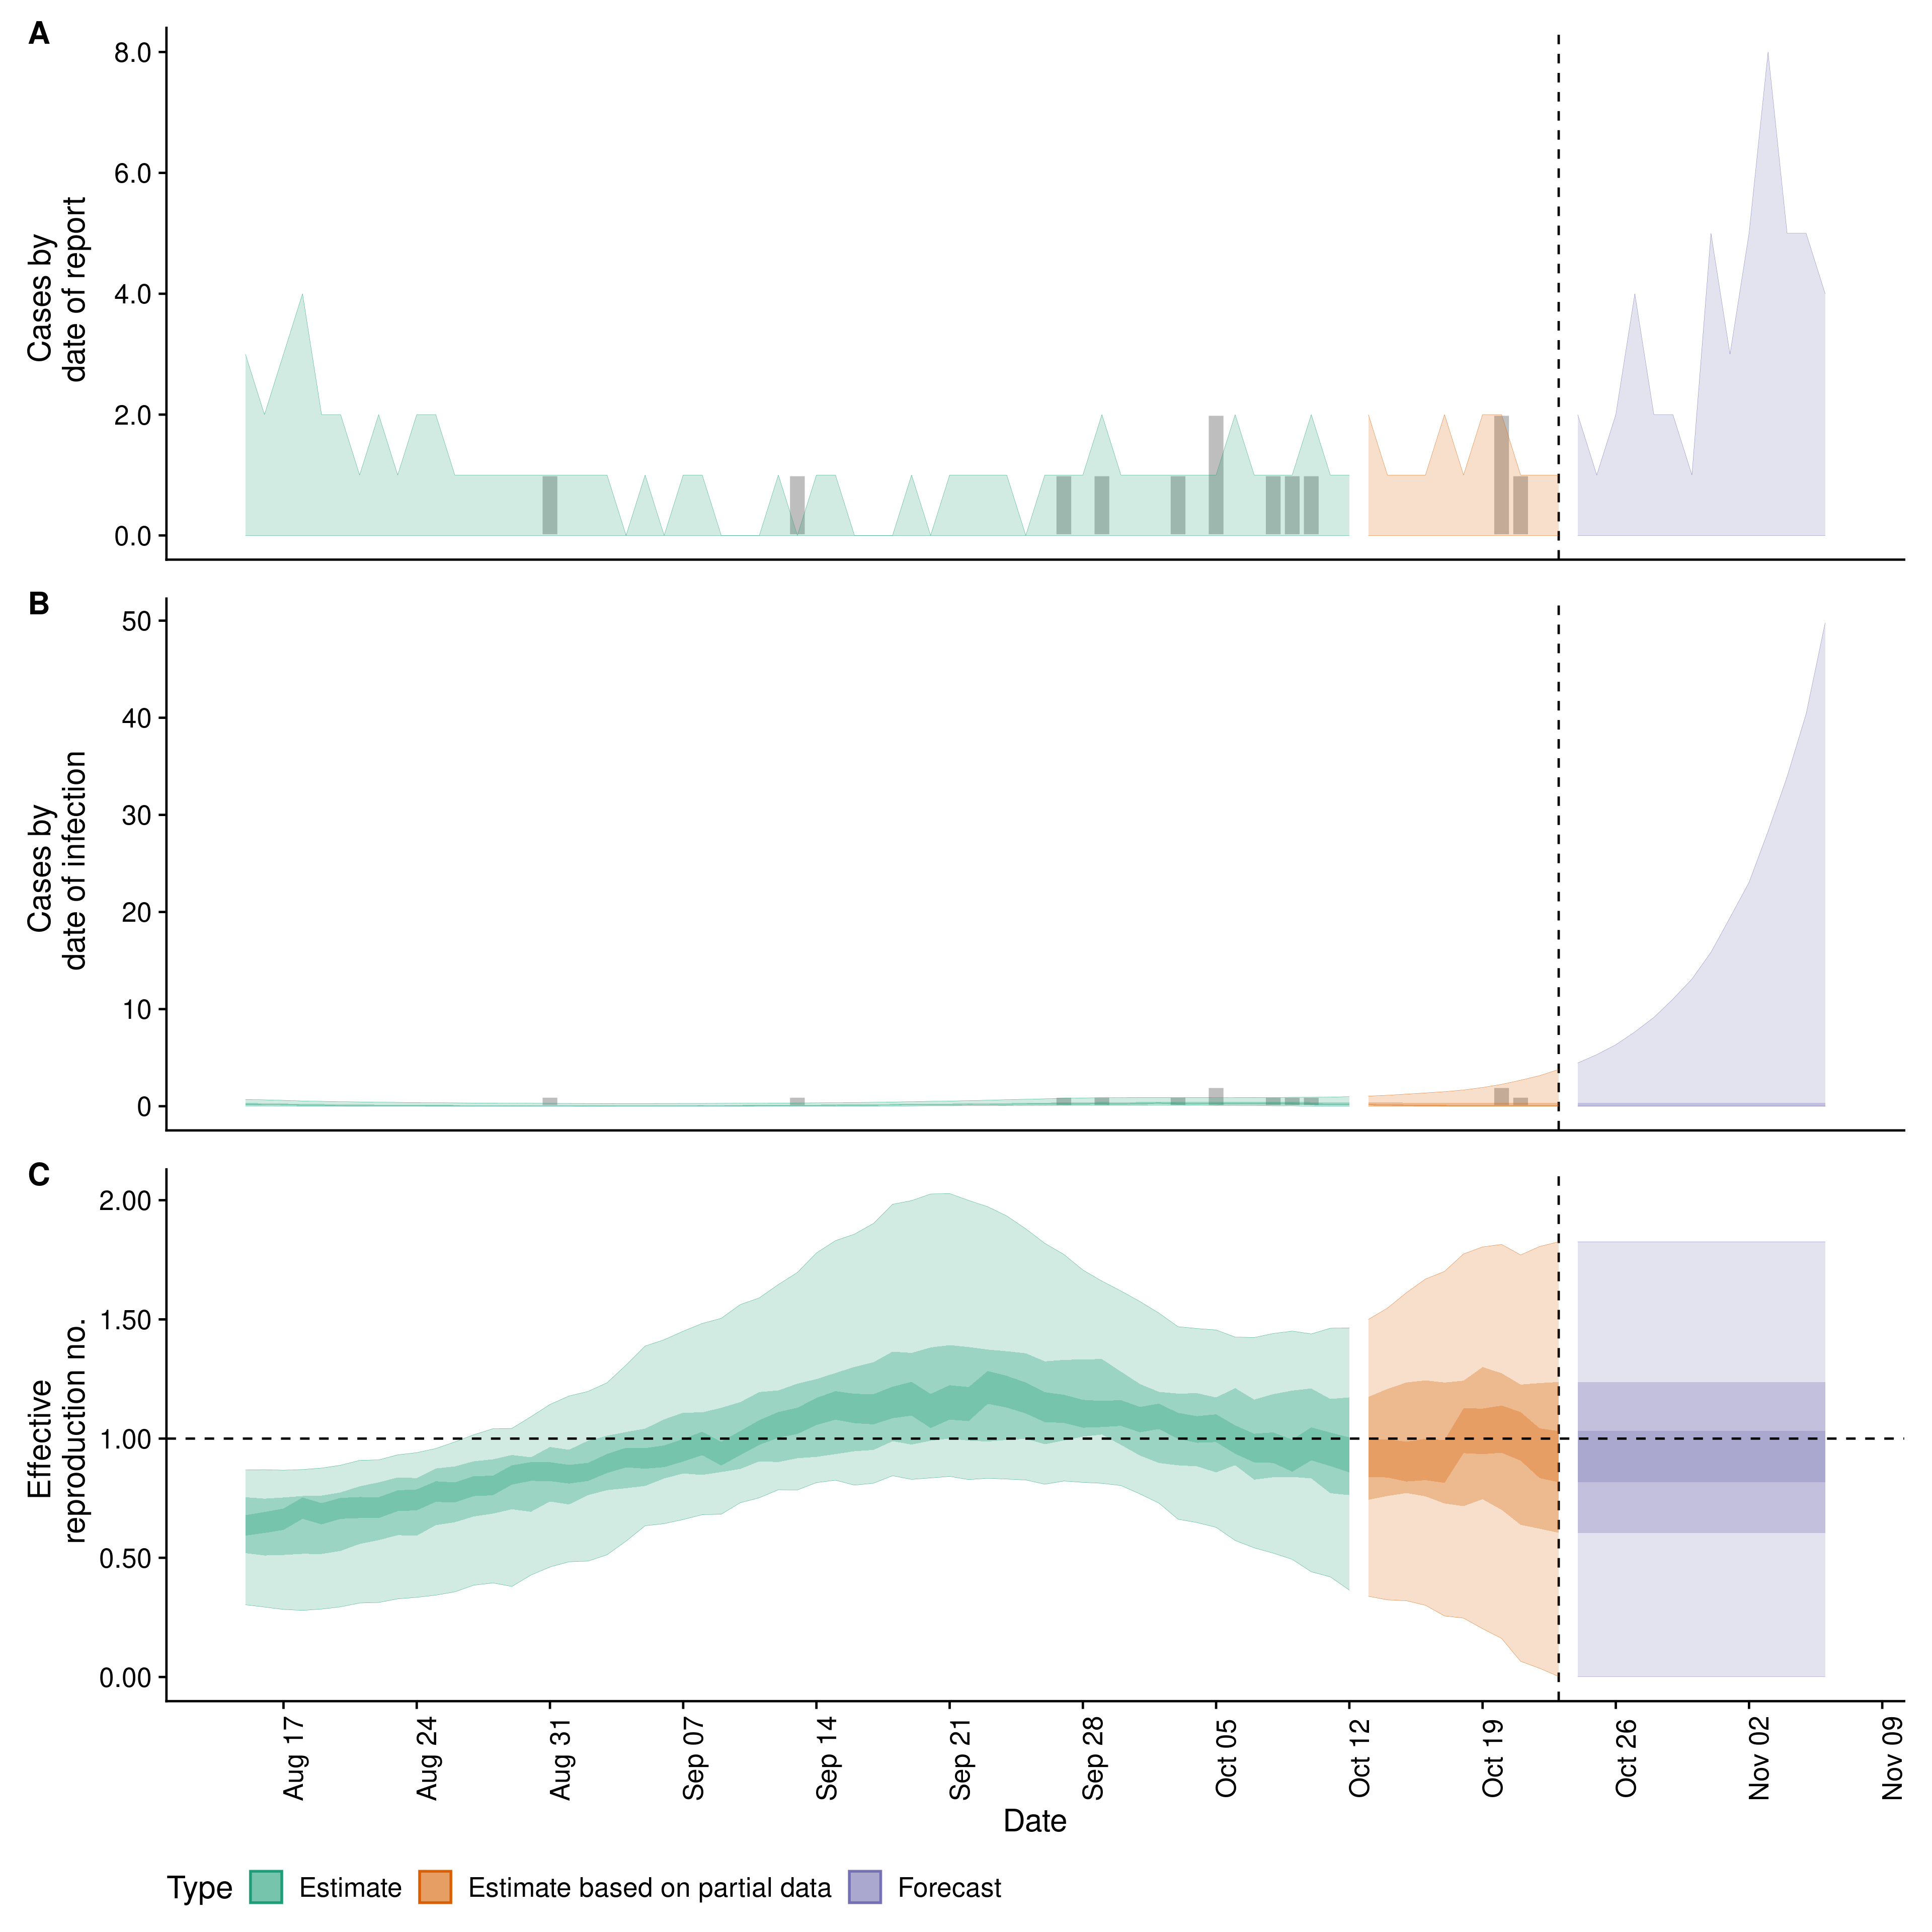 A
8.0
6.0
4.0
2.0
0.0
Cases by
date of report
B
50
40
30
20
10
0
Cases by
date of infection
C
2.00
1.50
1.00
0.50
0.00
Effective
reproduction no.
Aug 17
Aug 24
Aug 31
Sep 07
Sep 14
Sep 21
Sep 28
Oct 05
Oct 12
Oct 19
Oct 26
Nov 02
Nov 09
Date
Type Estimate Estimate based on partial data Forecast